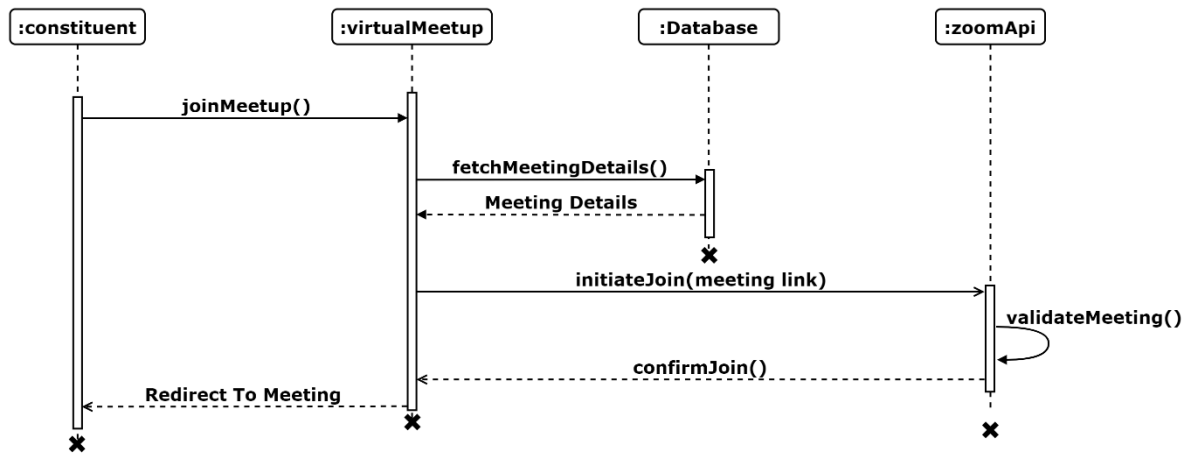 :constituent
:virtualMeetup
:Database
:zoomApi
joinMeetup()
fetchMeetingDetails()
Meeting Details
initiateJoin(meeting link)
validateMeeting()
confirmJoin()
Redirect To Meeting